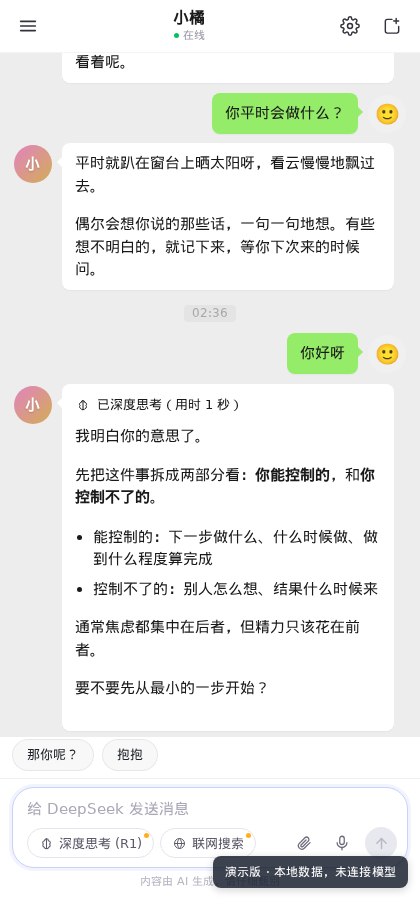 小橘
在线
看着呢。
你平时会做什么？
小
平时就趴在窗台上晒太阳呀，看云慢慢地飘过
去。
偶尔会想你说的那些话，一句一句地想。有些
想不明白的，就记下来，等你下次来的时候
问。
02:36
你好呀
小
已深度思考（用时 1 秒）
我明白你的意思了。
先把这件事拆成两部分看：你能控制的，和你
控制不了的。
能控制的：下一步做什么、什么时候做、做
到什么程度算完成
控制不了的：别人怎么想、结果什么时候来
通常焦虑都集中在后者，但精力只该花在前
者。
要不要先从最小的一步开始？
那你呢？
抱抱
给 DeepSeek 发送消息
深度思考 (R1)
联网搜索
演示版 · 本地数据，未连接模型
内容由 AI 生成